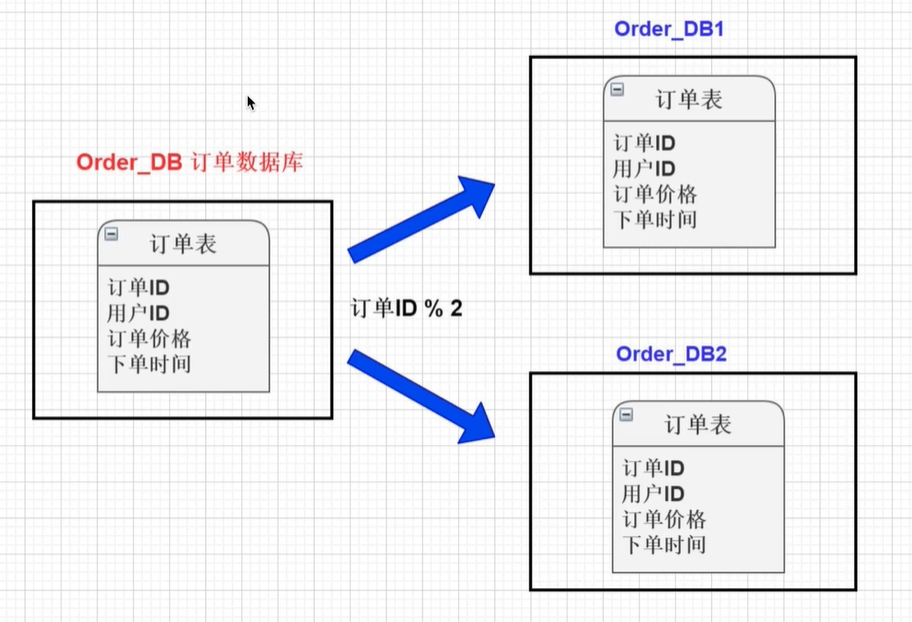 Order_DB 订单数据库
订单表
订单ID
用户ID
订单价格
下单时间
订单ID % 2
Order_DB1
订单表
订单ID
用户ID
订单价格
下单时间
Order_DB2
订单表
订单ID
用户ID
订单价格
下单时间